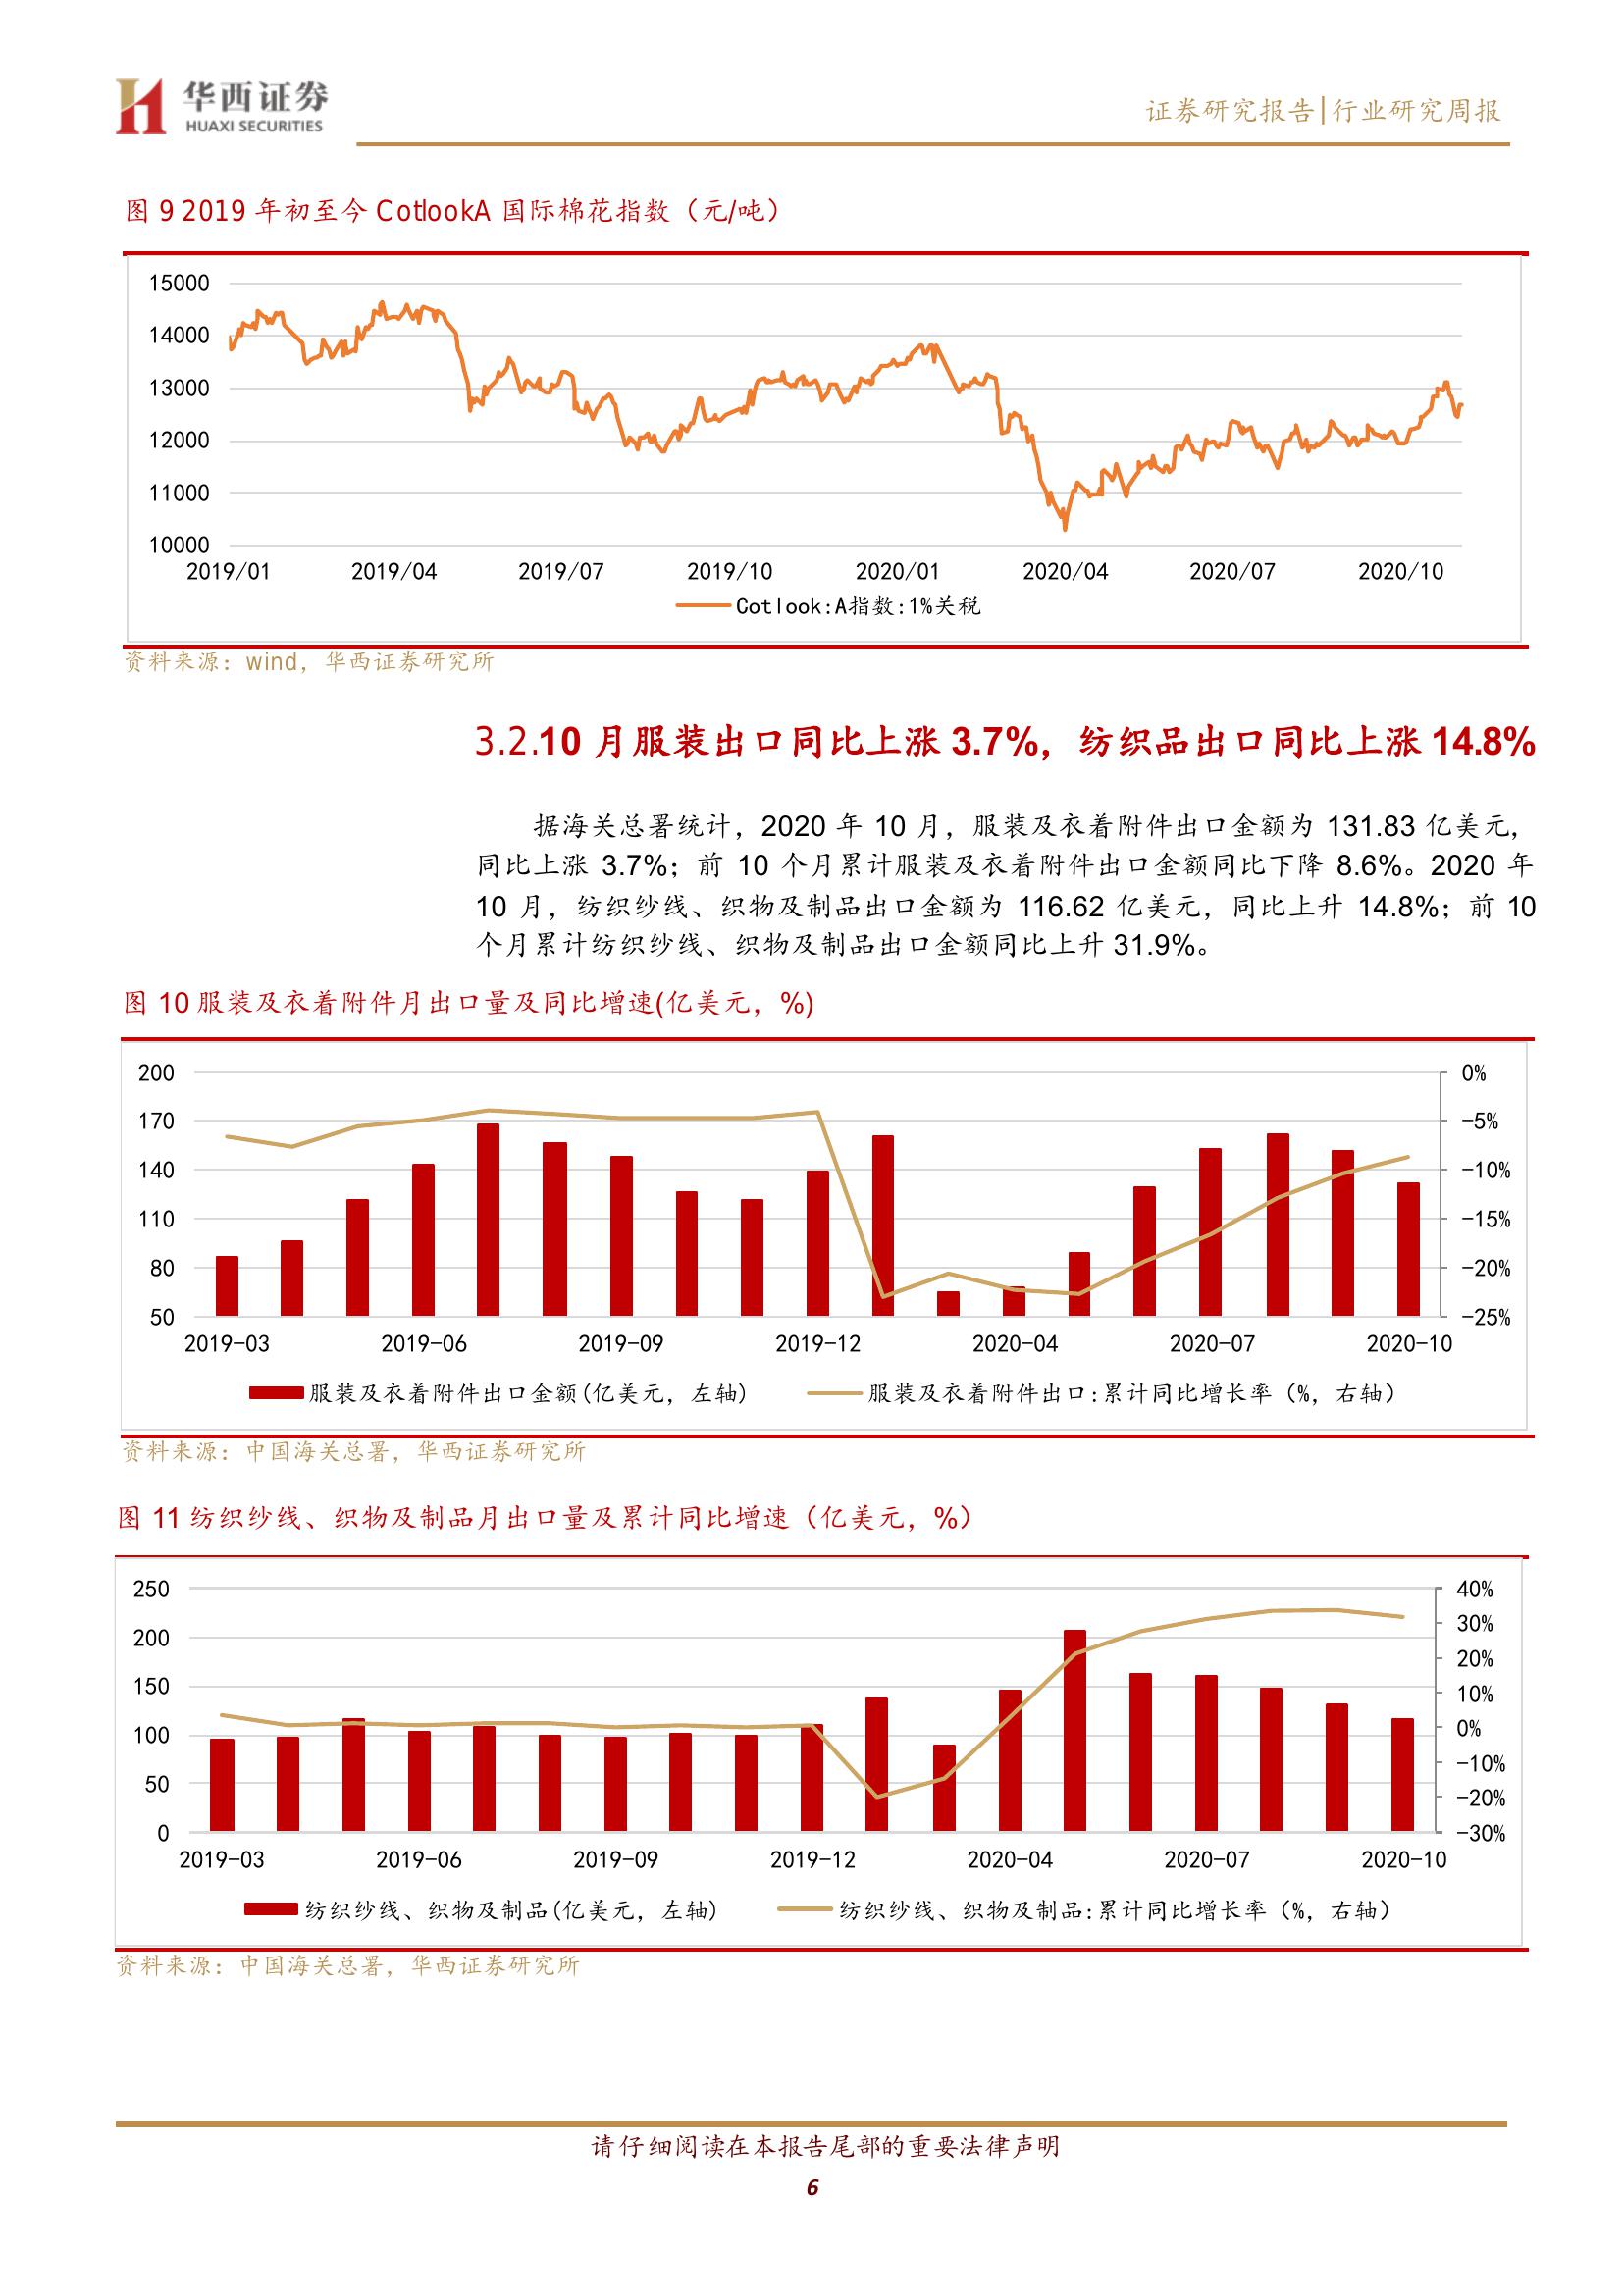 华西证券
HUAXI SECURITIES
证券研究报告|行业研究周报
图 9 2019 年初至今 CotlookA 国际棉花指数（元/吨）
15000
14000
13000
12000
11000
10000
2019/01 2019/04 2019/07 2019/10 2020/01 2020/04 2020/07 2020/10
Cotlook:A指数:1%关税
资料来源：wind，华西证券研究所
3.2.10 月服装出口同比上涨 3.7%，纺织品出口同比上涨 14.8%
据海关总署统计，2020 年 10 月，服装及衣着附件出口金额为 131.83 亿美元，
同比上涨 3.7%；前 10 个月累计服装及衣着附件出口金额同比下降 8.6%。2020 年
10 月，纺织纱线、织物及制品出口金额为 116.62 亿美元，同比上升 14.8%；前 10
个月累计纺织纱线、织物及制品出口金额同比上升 31.9%。
图 10 服装及衣着附件月出口量及同比增速(亿美元，%)
200 0%
170 -5%
140 -10%
110 -15%
80 -20%
50 -25%
2019-03 2019-06 2019-09 2019-12 2020-04 2020-07 2020-10
服装及衣着附件出口金额(亿美元，左轴) 服装及衣着附件出口:累计同比增长率（%，右轴）
资料来源：中国海关总署，华西证券研究所
图 11 纺织纱线、织物及制品月出口量及累计同比增速（亿美元，%）
250 40%
200 30%
150 20%
100 10%
50 0%
0 -10%
-20%
-30%
2019-03 2019-06 2019-09 2019-12 2020-04 2020-07 2020-10
纺织纱线、织物及制品(亿美元，左轴) 纺织纱线、织物及制品:累计同比增长率（%，右轴）
资料来源：中国海关总署，华西证券研究所
请仔细阅读在本报告尾部的重要法律声明
6